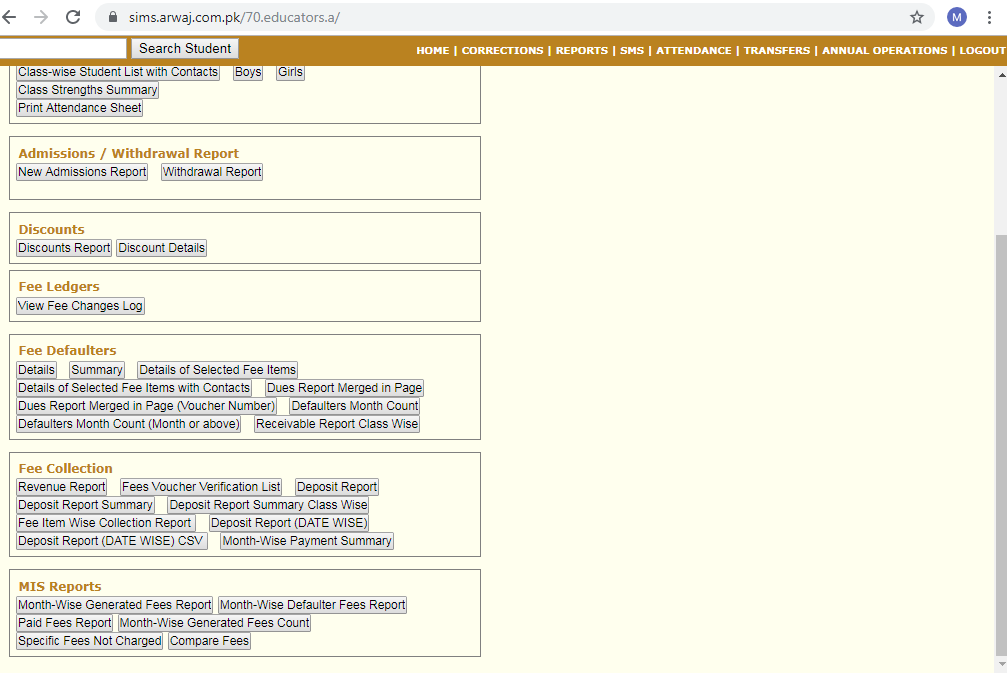 sims.arwaj.com.pk/70.educators.a/
M
Search Student
HOME | CORRECTIONS | REPORTS | SMS | ATTENDANCE | TRANSFERS | ANNUAL OPERATIONS | LOGOUT
Class-wise Student List with Contacts Boys Girls
Class Strengths Summary
Print Attendance Sheet
Admissions / Withdrawal Report
New Admissions Report Withdrawal Report
Discounts
Discounts Report Discount Details
Fee Ledgers
View Fee Changes Log
Fee Defaulters
Details Summary Details of Selected Fee Items
Details of Selected Fee Items with Contacts Dues Report Merged in Page
Dues Report Merged in Page (Voucher Number) Defaulters Month Count
Defaulters Month Count (Month or above) Receivable Report Class Wise
Fee Collection
Revenue Report Fees Voucher Verification List Deposit Report
Deposit Report Summary Deposit Report Summary Class Wise
Fee Item Wise Collection Report Deposit Report (DATE WISE)
Deposit Report (DATE WISE) CSV Month-Wise Payment Summary
MIS Reports
Month-Wise Generated Fees Report Month-Wise Defaulter Fees Report
Paid Fees Report Month-Wise Generated Fees Count
Specific Fees Not Charged Compare Fees